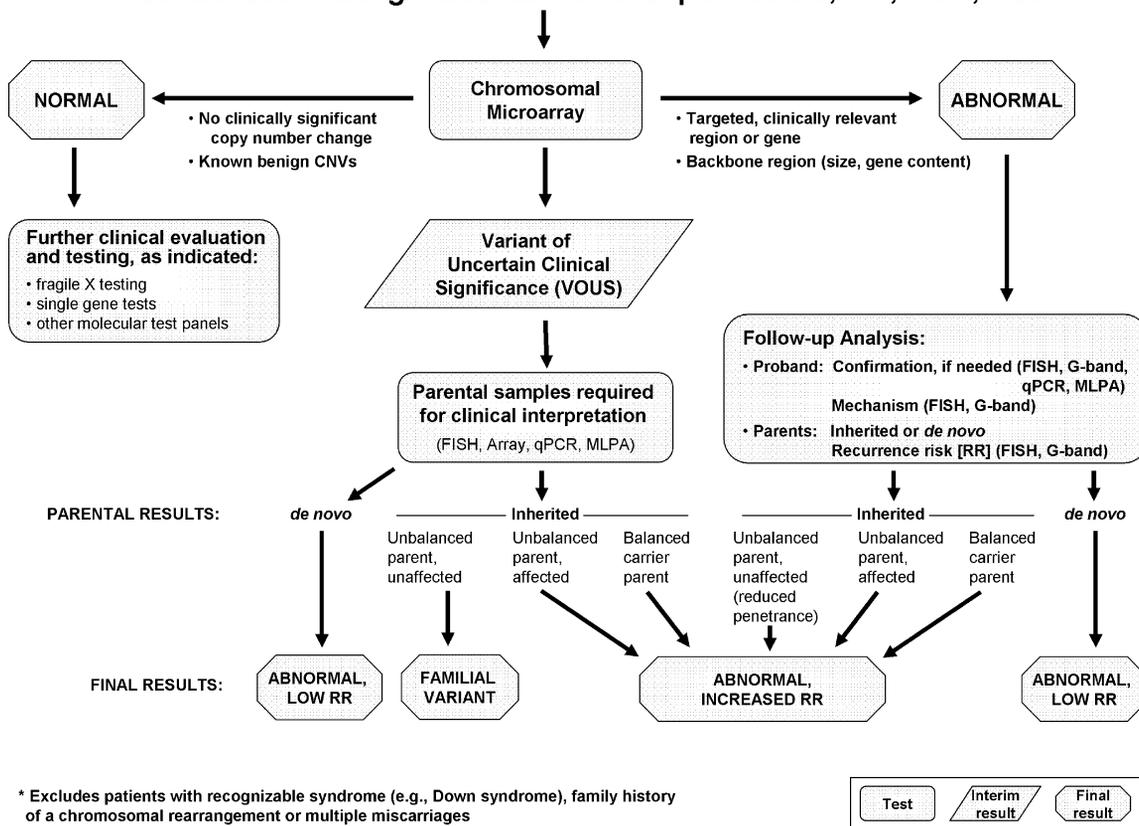 Chromosomal
Microarray
NORMAL
ABNORMAL
• No clinically significant
copy number change
• Known benign CNVs
• Targeted, clinically relevant
region or gene
• Backbone region (size, gene content)
Further clinical evaluation
and testing, as indicated:
• fragile X testing
• single gene tests
• other molecular test panels
Variant of
Uncertain Clinical
Significance (VOUS)
Parental samples required
for clinical interpretation
(FISH, Array, qPCR, MLPA)
Follow-up Analysis:
• Proband: Confirmation, if needed (FISH, G-band,
qPCR, MLPA)
Mechanism (FISH, G-band)
• Parents: Inherited or de novo
Recurrence risk [RR] (FISH, G-band)
PARENTAL RESULTS:
de novo
Inherited
Unbalanced
parent,
unaffected
Unbalanced
parent,
affected
Balanced
carrier
parent
Inherited
Unbalanced
parent,
unaffected
(reduced
penetrance)
Unbalanced
parent,
affected
Balanced
carrier
parent
de novo
FINAL RESULTS:
ABNORMAL,
LOW RR
FAMILIAL
VARIANT
ABNORMAL,
INCREASED RR
ABNORMAL,
LOW RR
* Excludes patients with recognizable syndrome (e.g., Down syndrome), family history
of a chromosomal rearrangement or multiple miscarriages
Test
Interim
result
Final
result